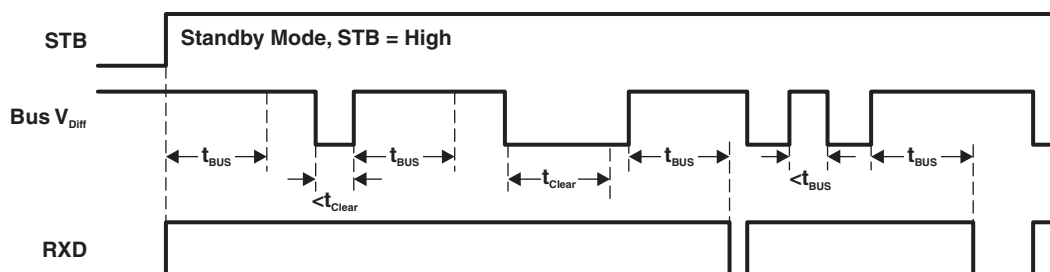 STB
Standby Mode, STB = High
Bus VDiff
tBUS
tBUS
tBUS
tBUS
tClear
<tBUS
<tClear
RXD